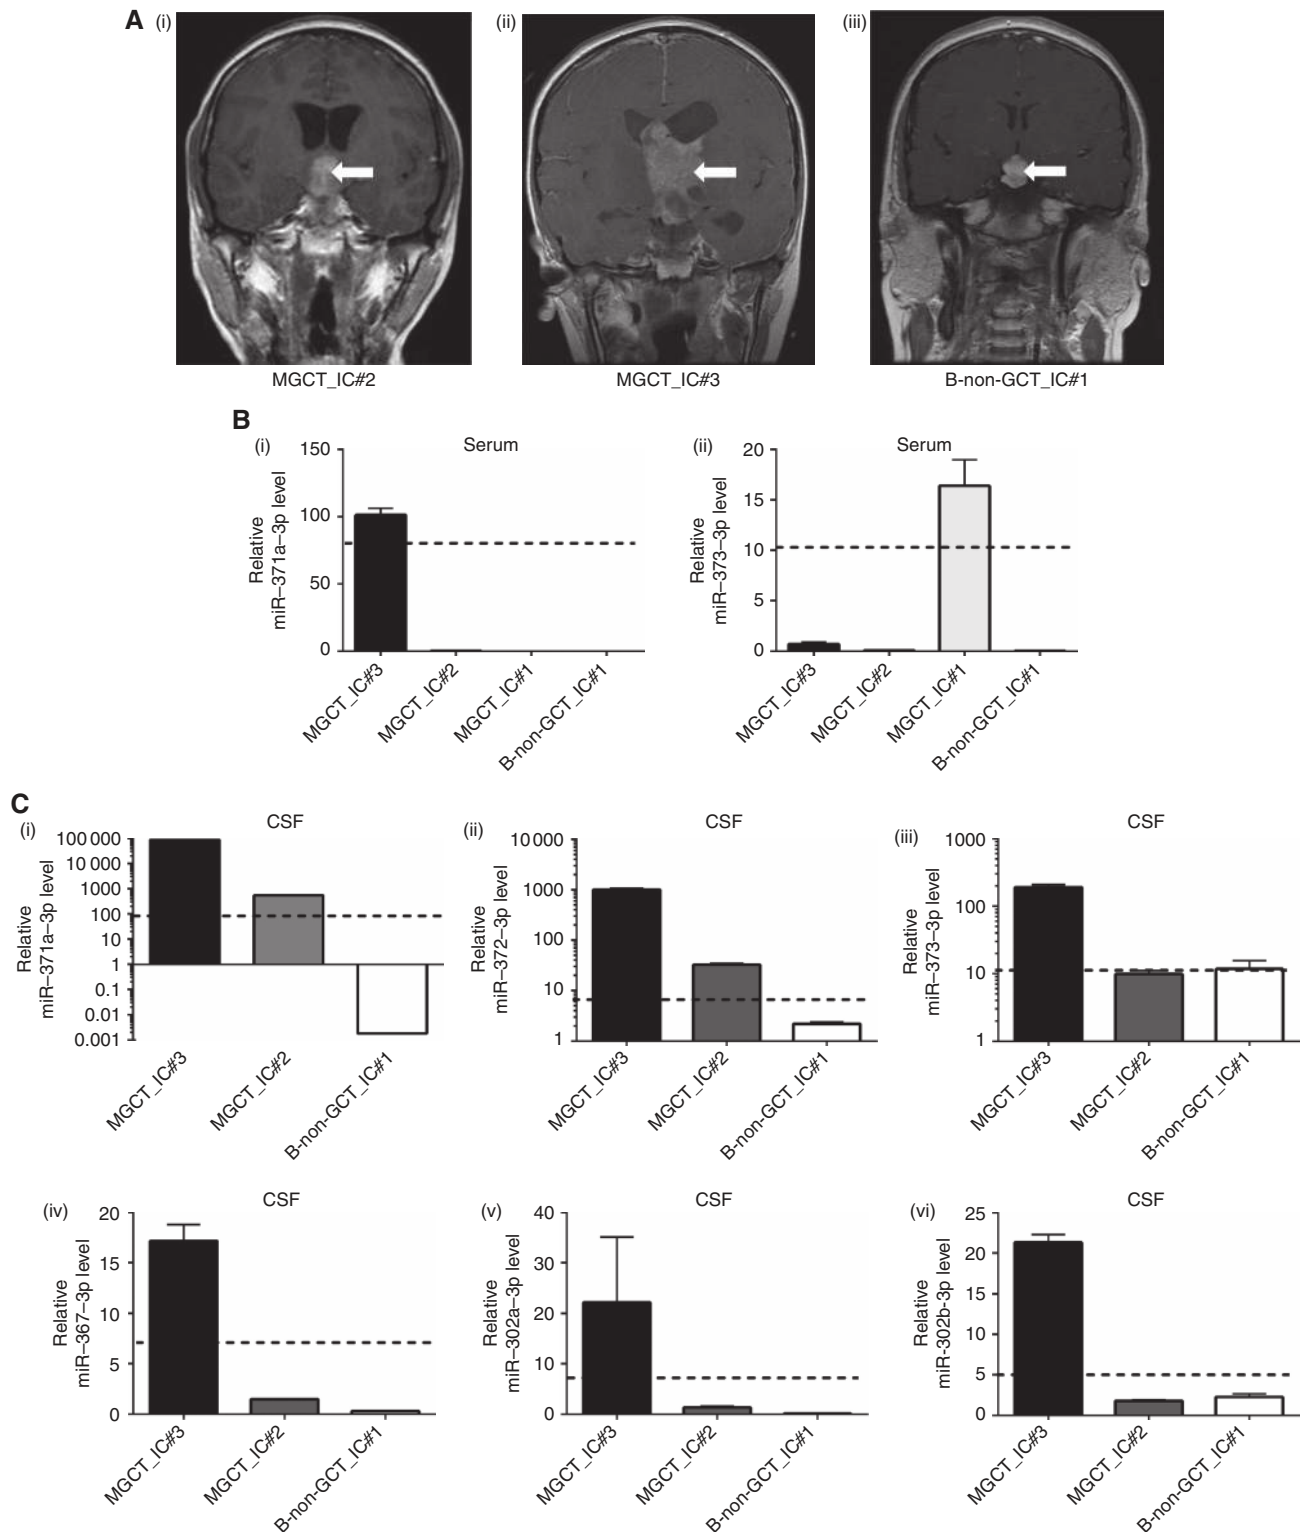 A
(i)
(ii)
(iii)
MGCT_IC#2
MGCT_IC#3
B-non-GCT_IC#1
B
(i)
Serum
Relative
miR–371a–3p level
150
100
50
0
MGCT_IC#3
MGCT_IC#2
MGCT_IC#1
B-non-GCT_IC#1
(ii)
Serum
Relative
miR–373–3p level
20
15
10
5
0
MGCT_IC#3
MGCT_IC#2
MGCT_IC#1
B-non-GCT_IC#1
C
(i)
CSF
Relative
miR–371a–3p level
100 000
10 000
1000
100
10
1
0.1
0.01
0.001
MGCT_IC#3
MGCT_IC#2
B-non-GCT_IC#1
(ii)
CSF
Relative
miR–372–3p level
10 000
1000
100
10
1
MGCT_IC#3
MGCT_IC#2
B-non-GCT_IC#1
(iii)
CSF
Relative
miR–373–3p level
1000
100
10
1
MGCT_IC#3
MGCT_IC#2
B-non-GCT_IC#1
(iv)
CSF
Relative
miR–367–3p level
20
15
10
5
0
MGCT_IC#3
MGCT_IC#2
B-non-GCT_IC#1
(v)
CSF
Relative
miR–302a–3p level
40
30
20
10
0
MGCT_IC#3
MGCT_IC#2
B-non-GCT_IC#1
(vi)
CSF
Relative
miR-302b-3p level
25
20
15
10
5
0
MGCT_IC#3
MGCT_IC#2
B-non-GCT_IC#1